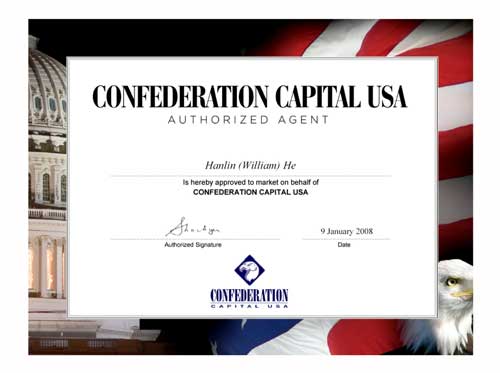 CONFEDERATION CAPITAL USA
AUTHORIZED AGENT
Hanlin (William) He
Is hereby approved to market on behalf of
CONFEDERATION CAPITAL USA
9 January 2008
Authorized Signature
Date
CONFEDERATION
CAPITAL USA